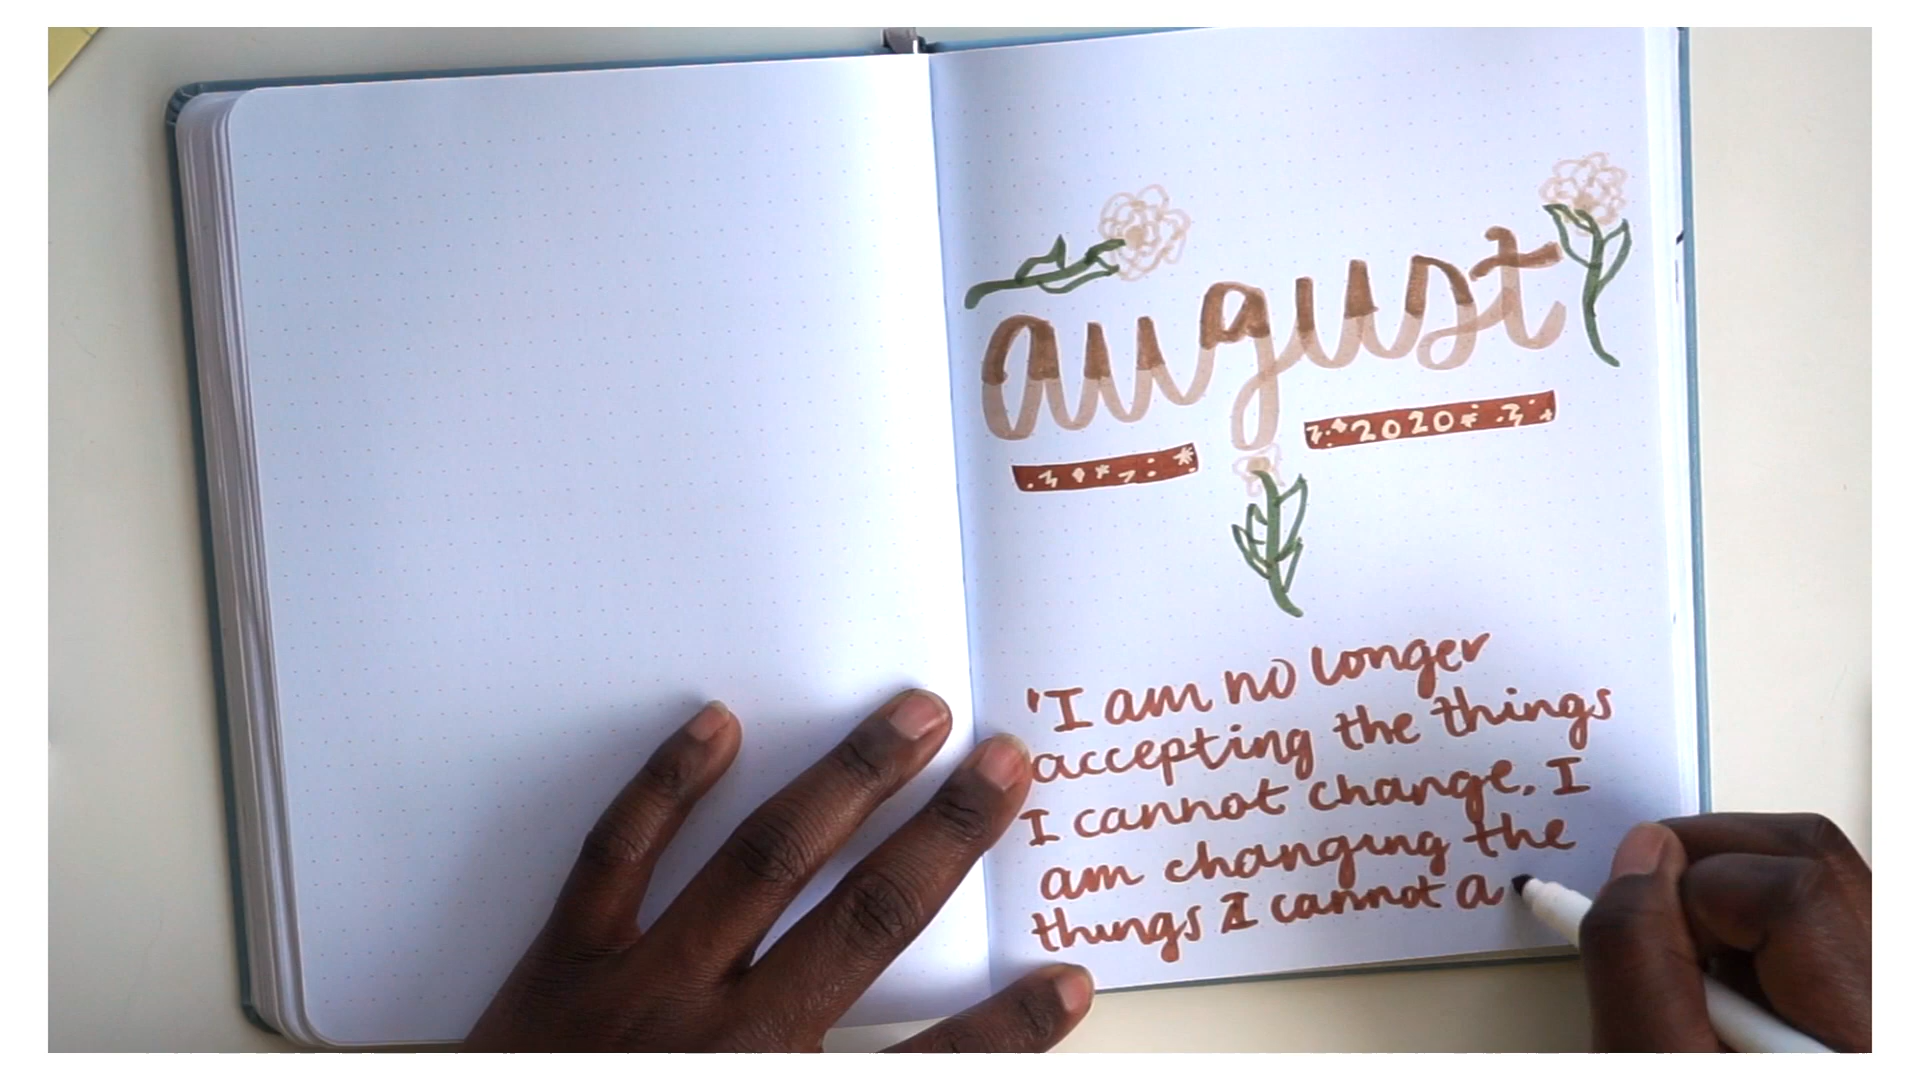 august
2020
'I am no longer
accepting the things
I cannot change, I
am changing the
things I cannot a